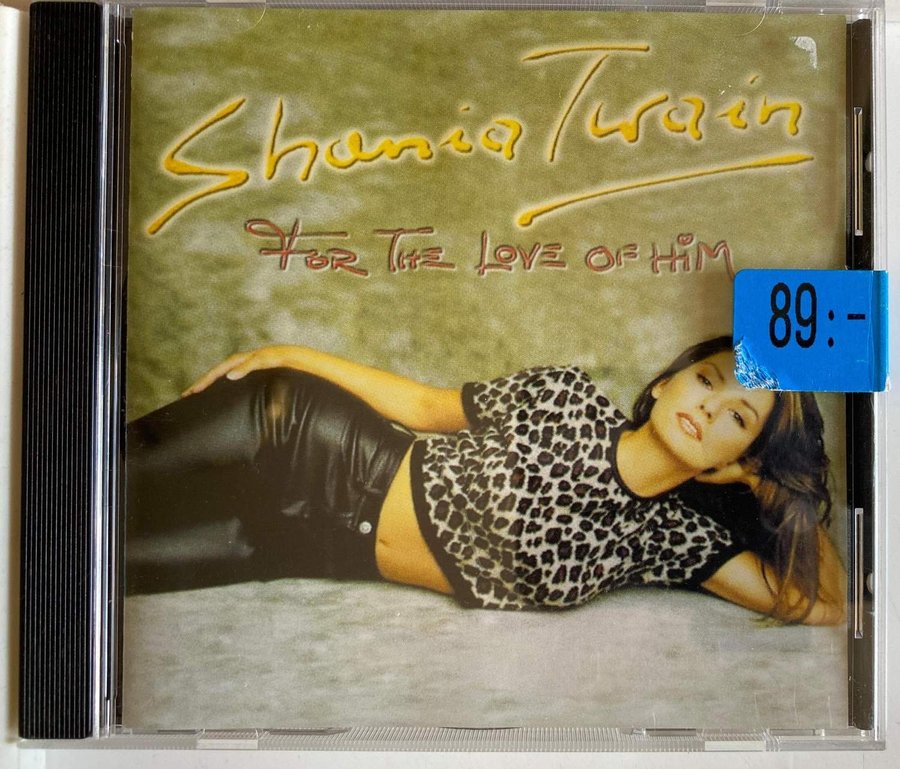 Shania Twain
FOR THE LOVE OF HIM
89:-